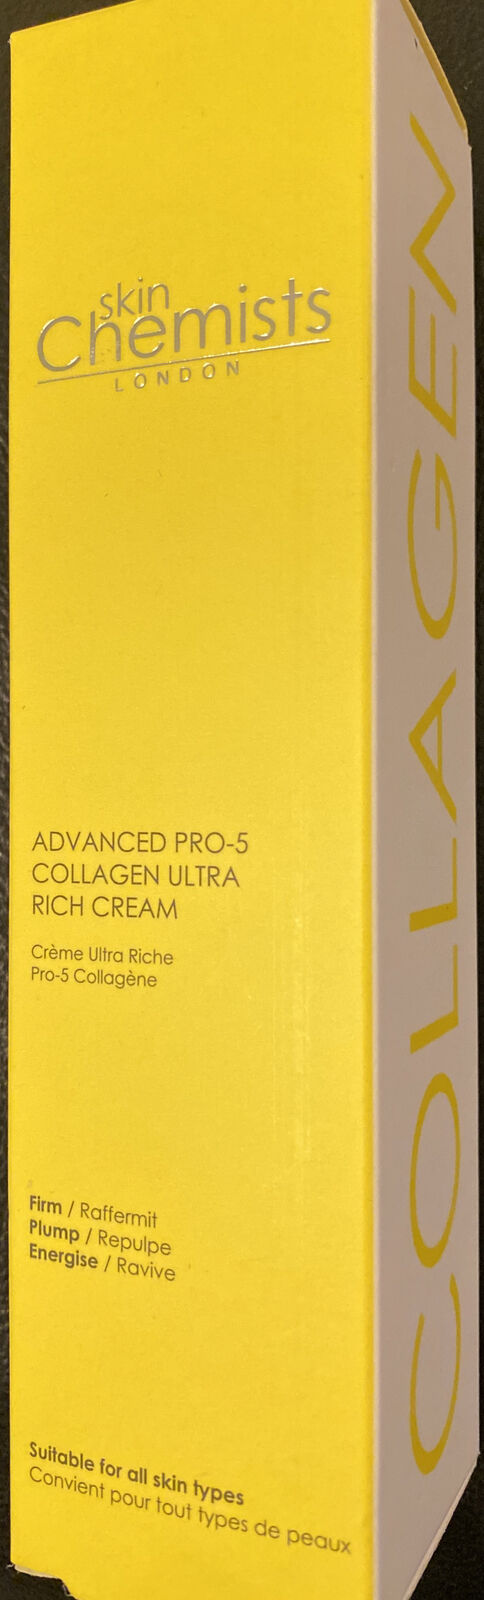 skin
Chemists
LONDON
ADVANCED PRO-5
COLLAGEN ULTRA
RICH CREAM
Crème Ultra Riche
Pro-5 Collagène
Firm / Raffermit
Plump / Repulpe
Energise / Ravive
Suitable for all skin types
Convient pour tout types de peaux
COLLAGEN